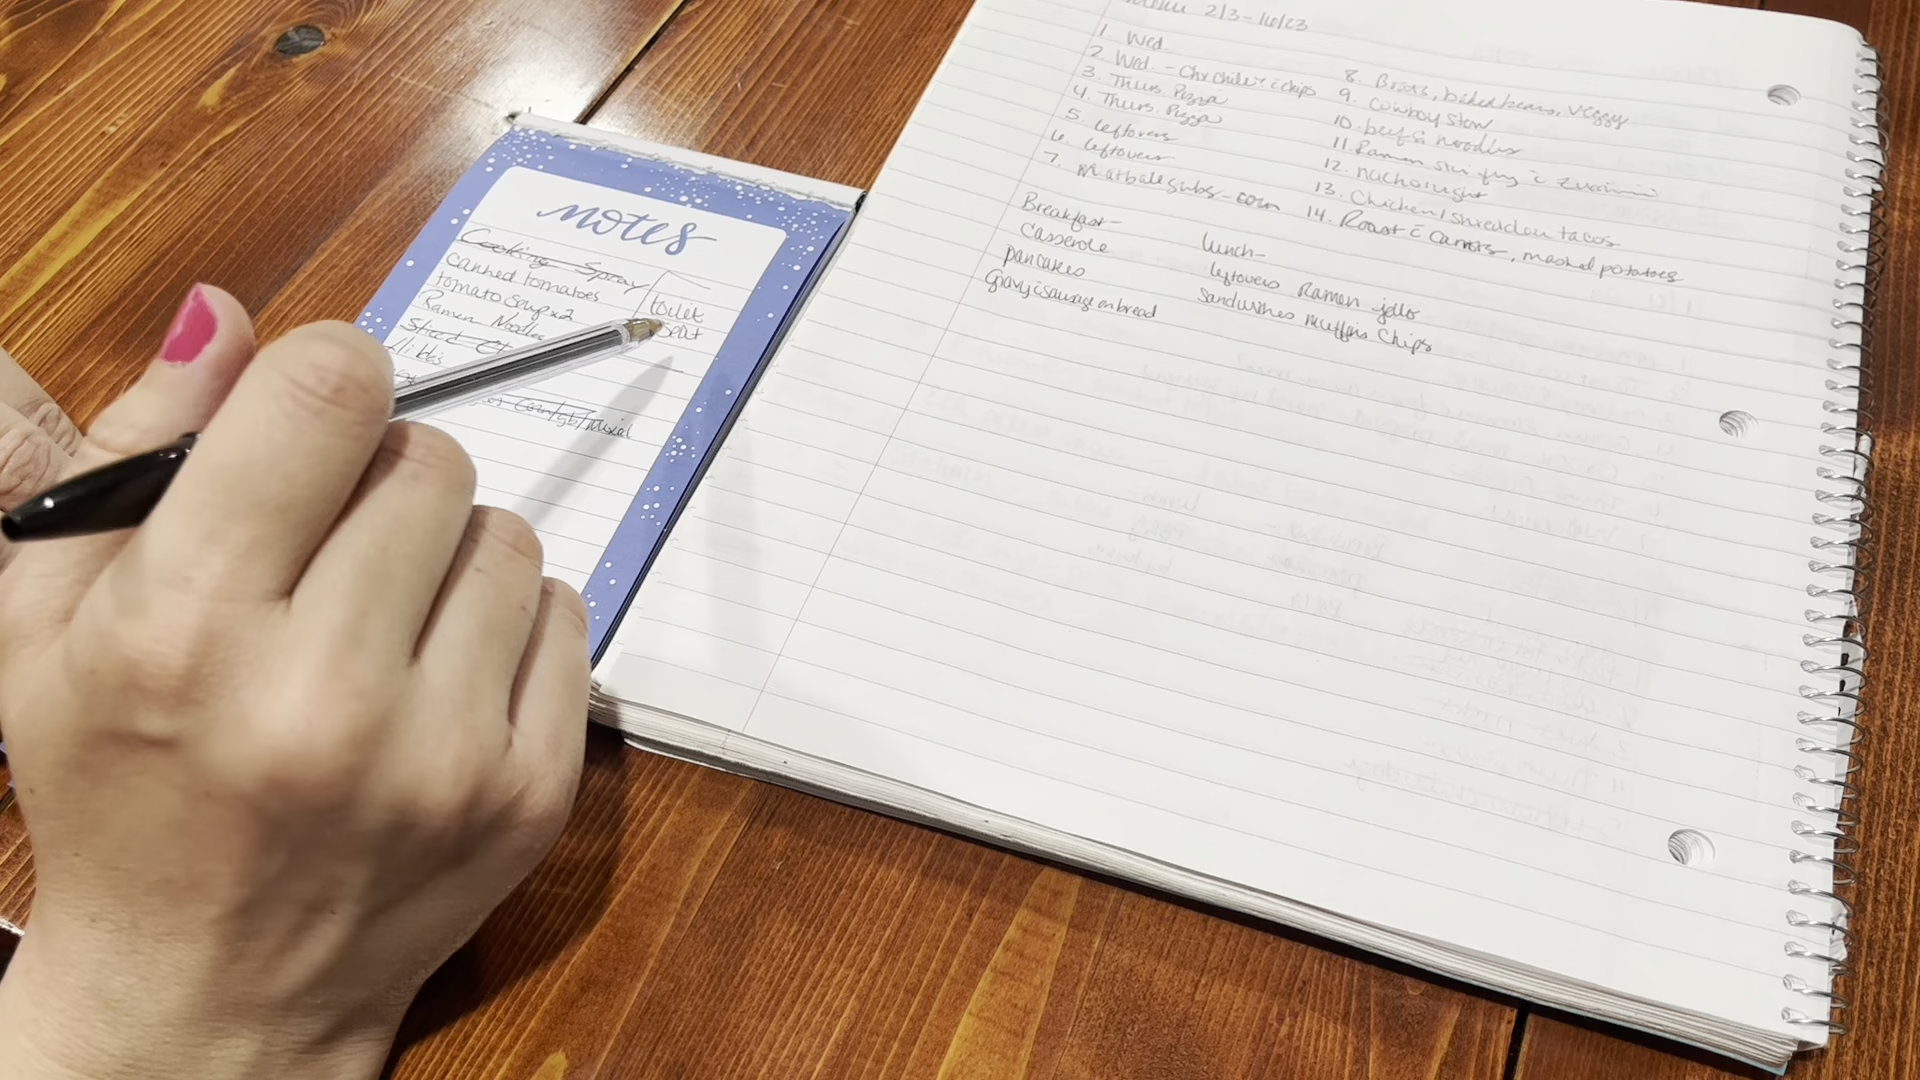 notes
Cooking Spray
canned tomatoes
tomato soup x2
Ramen Noodles
toilet
seat
Menu 2/3-16/23
1. Wed.
2. Wed. - Chx chili c chips
3. Thurs. Pizza
4. Thurs. Pizza
5. leftovers
6. leftovers
7. Meatball subs - corn
8. Brats, baked beans, veggy
9. Cowboy stew
10. beef & noodles
11. Ramen stir fry c zucchini
12. nacho night
13. Chicken/shredded tacos
14. Roast c carrots, mashed potatoes
Breakfast-
Casserole
pancakes
Gravy c sausage on bread
lunch-
leftovers Ramen jello
Sandwiches muffins Chips